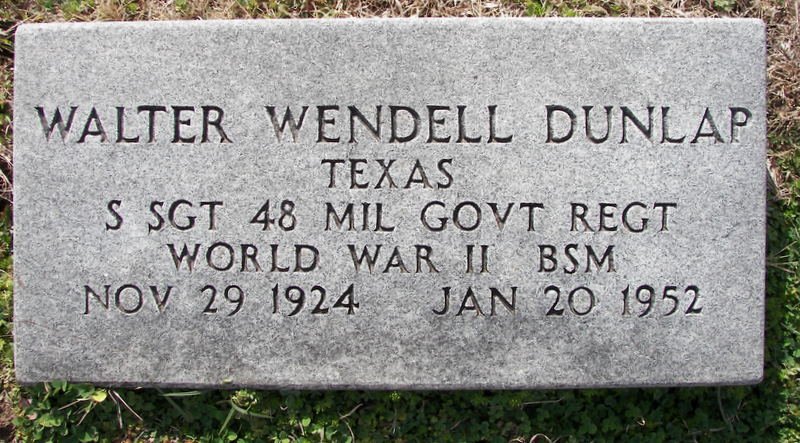 WALTER WENDELL DUNLAP
TEXAS
S SGT 48 MIL GOVT REGT
WORLD WAR II BSM
NOV 29 1924 JAN 20 1952